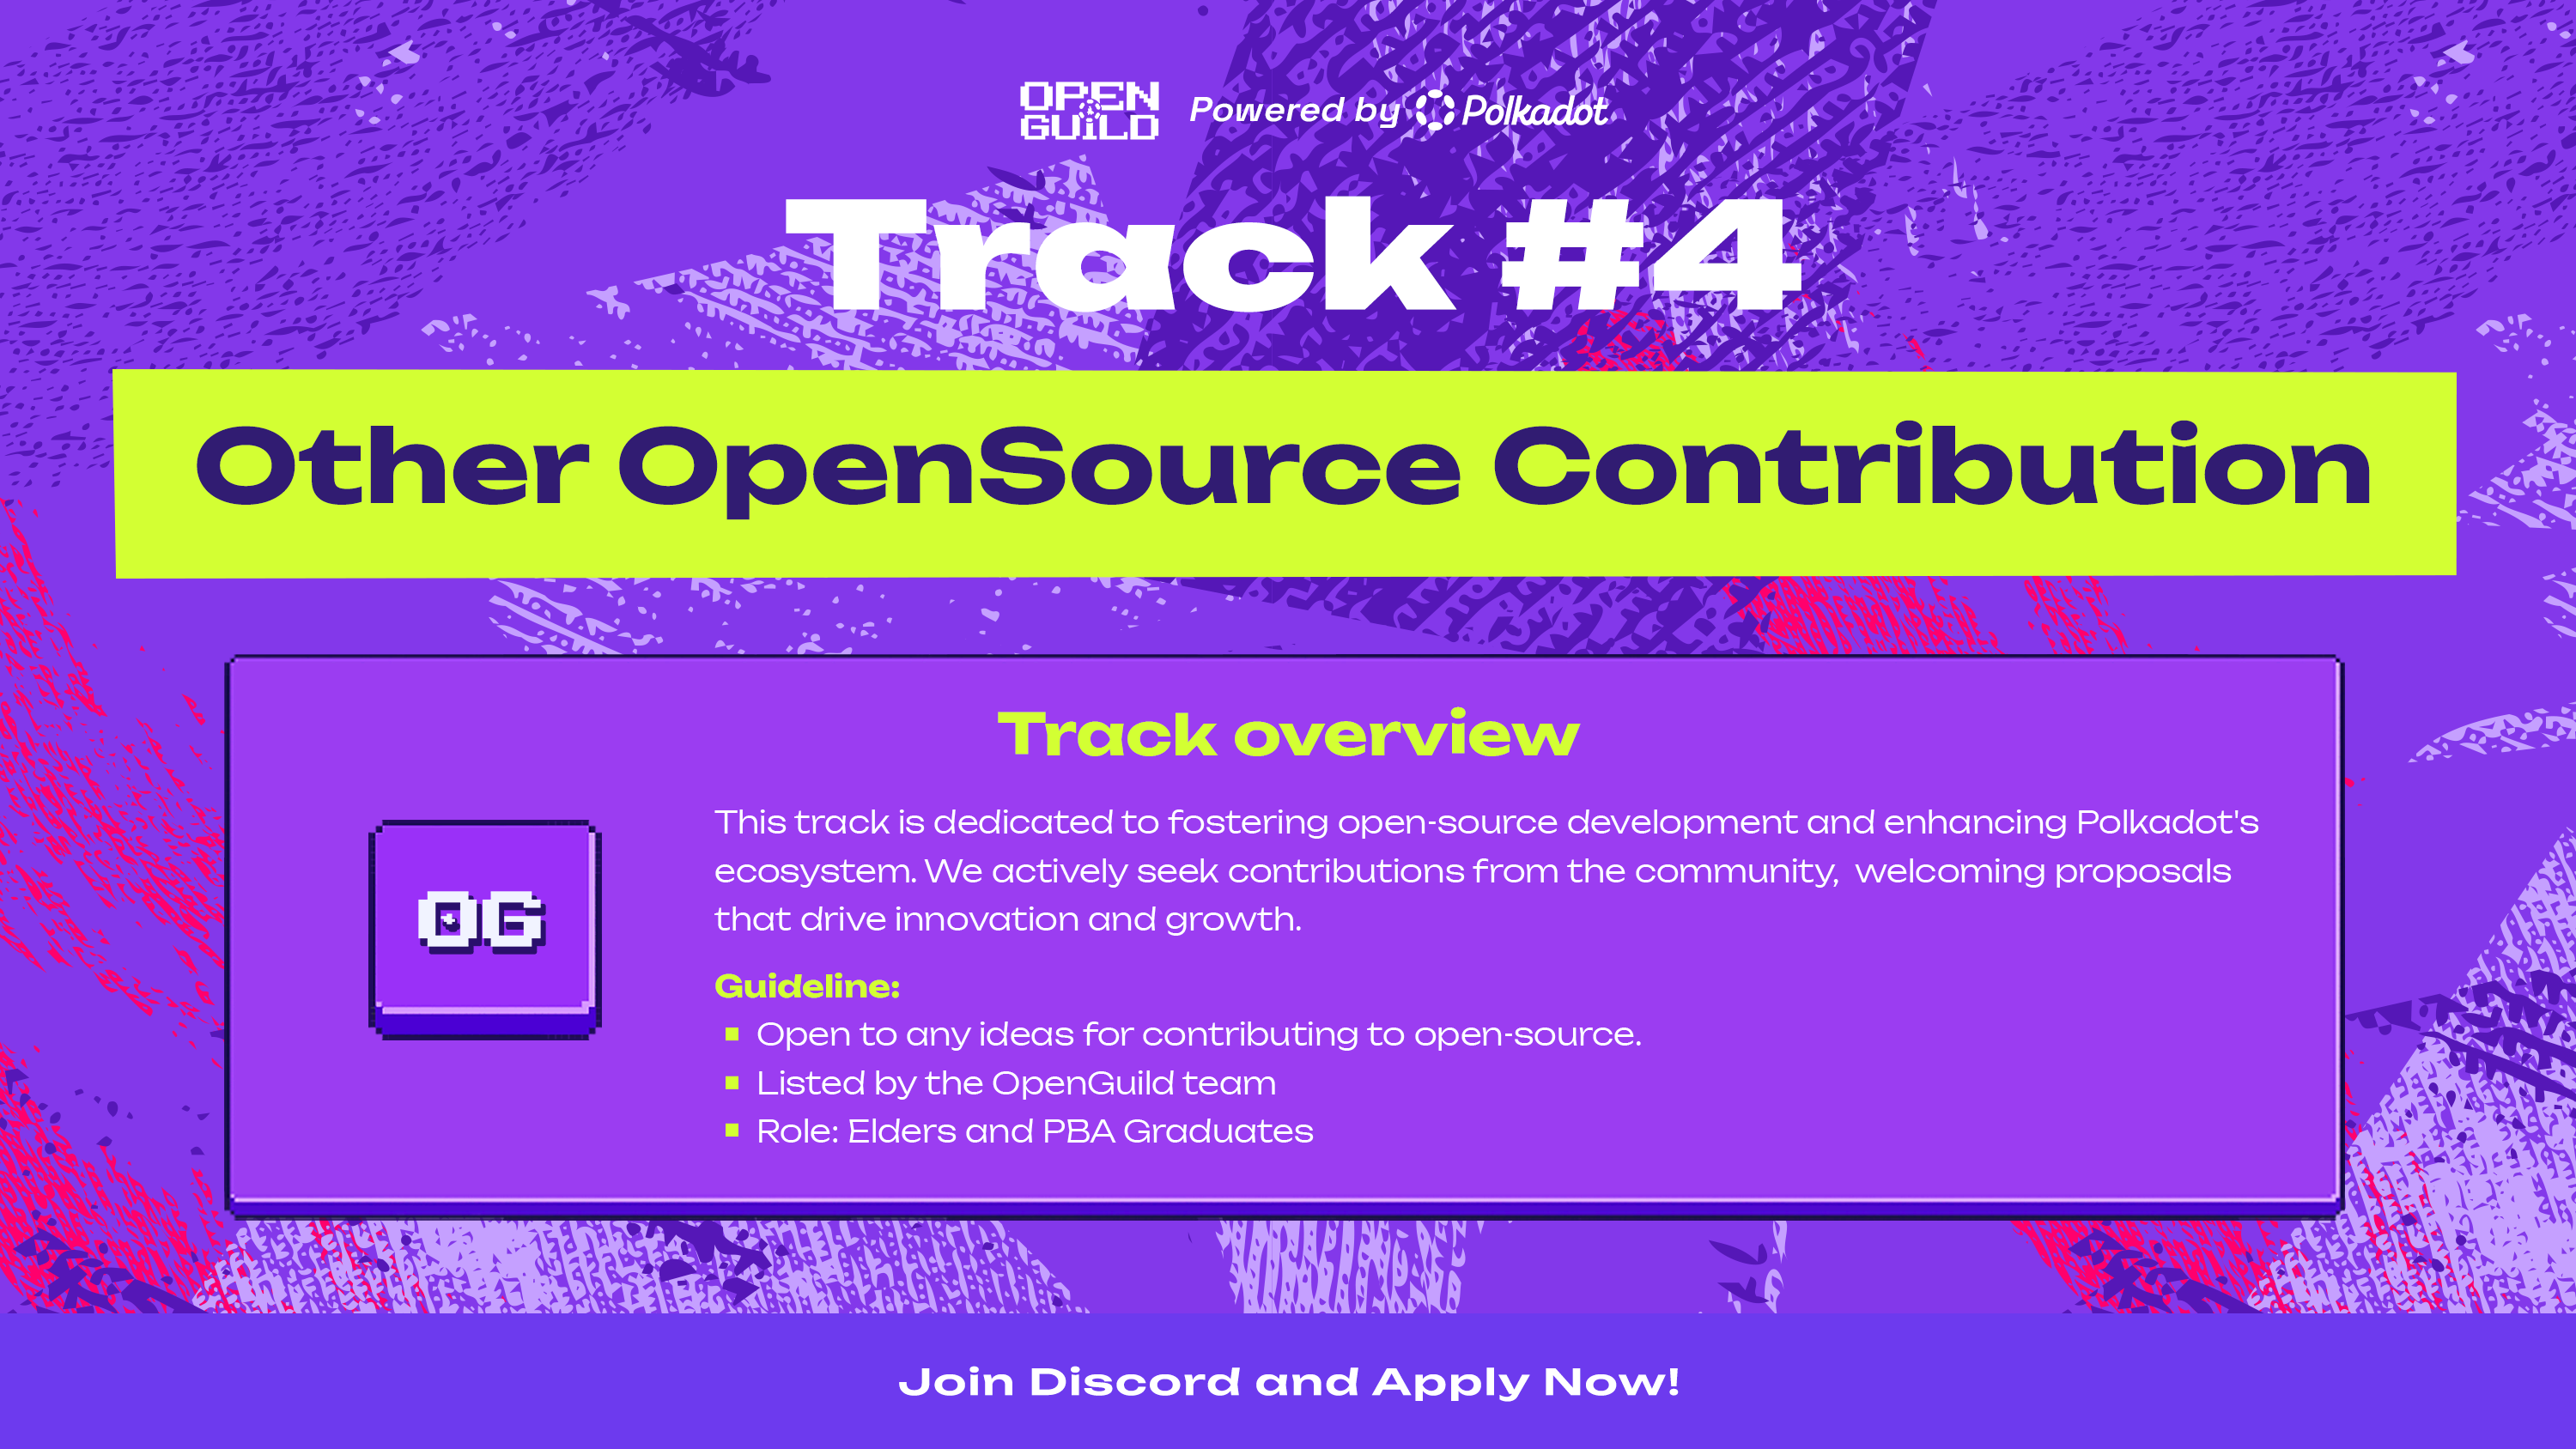 OPEN GUILD Powered by Polkadot
Track #4
Other OpenSource Contribution
Track overview
This track is dedicated to fostering open-source development and enhancing Polkadot's
ecosystem. We actively seek contributions from the community, welcoming proposals
that drive innovation and growth.
OG
Guideline:
Open to any ideas for contributing to open-source.
Listed by the OpenGuild team
Role: Elders and PBA Graduates
Join Discord and Apply Now!